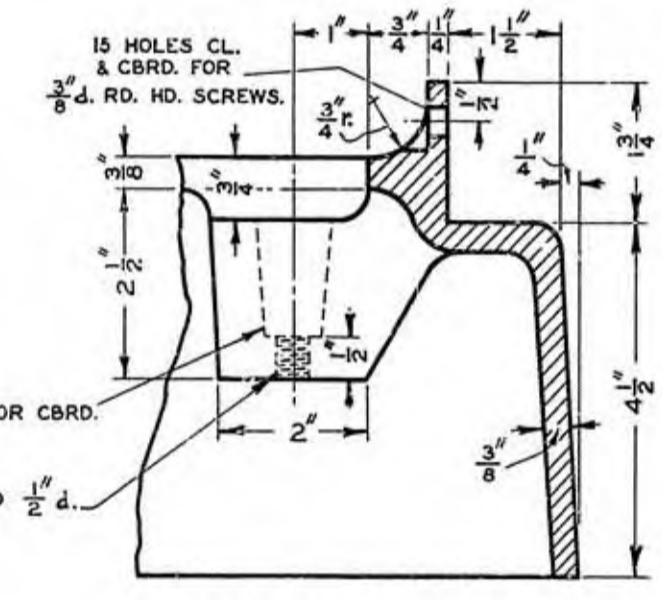 1"
3/4"
1/4"
1 1/2"
15 HOLES CL.
& CBRD. FOR
3/8" d. RD. HD. SCREWS.
3/4" r.
1/2"
1/4"
1 3/4"
3/8"
3/4"
2 1/2"
1/2"
4 1/2"
OR CBRD.
2"
3/8"
1/2" d.